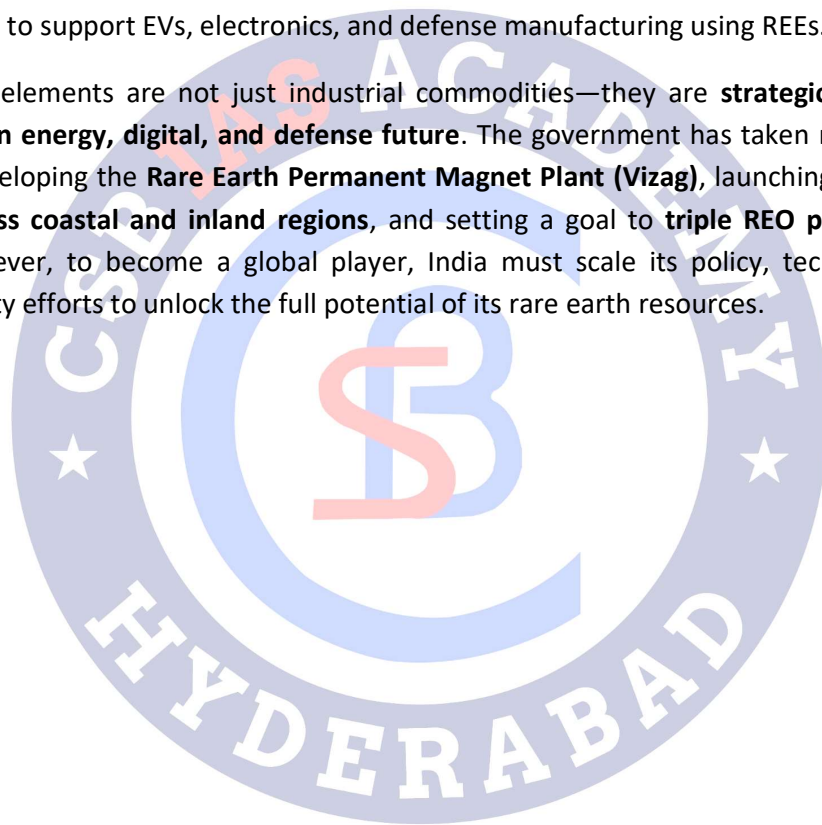 to support EVs, electronics, and defense manufacturing using REEs.
elements are not just industrial commodities—they are strategic
n energy, digital, and defense future. The government has taken
eloping the Rare Earth Permanent Magnet Plant (Vizag), launching
ss coastal and inland regions, and setting a goal to triple REO p
ever, to become a global player, India must scale its policy, tec
ty efforts to unlock the full potential of its rare earth resources.
CSB IAS ACADEMY
CSB
HYDERABAD